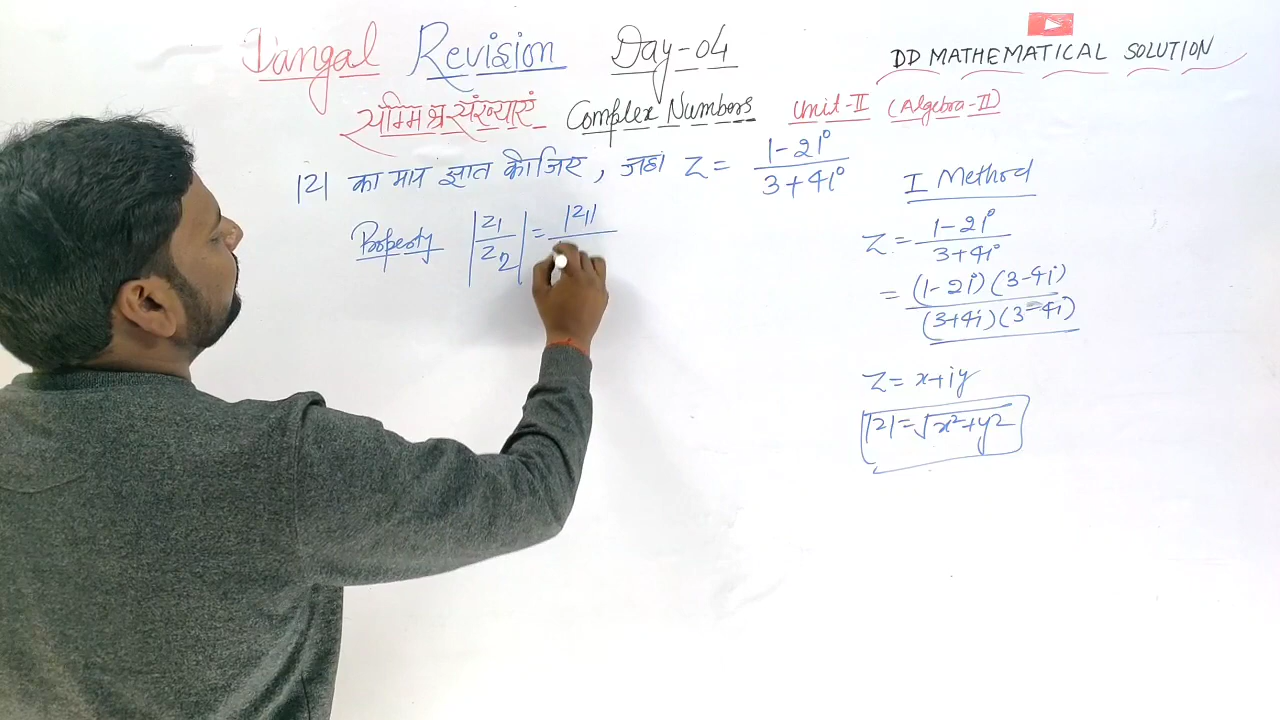 Jangal Revision Day-04
DD MATHEMATICAL SOLUTION
सम्मिश्र संख्याएं Complex Numbers Unit-II (Algebra-II)
|z| का मान ज्ञात कीजिए, जहां z = (1-2i)/(3+4i)
Property |z1/z2| = |z1|/
I Method
z = (1-2i)/(3+4i)
= (1-2i)(3-4i)/(3+4i)(3-4i)
z = x+iy
|z| = √x²+y²